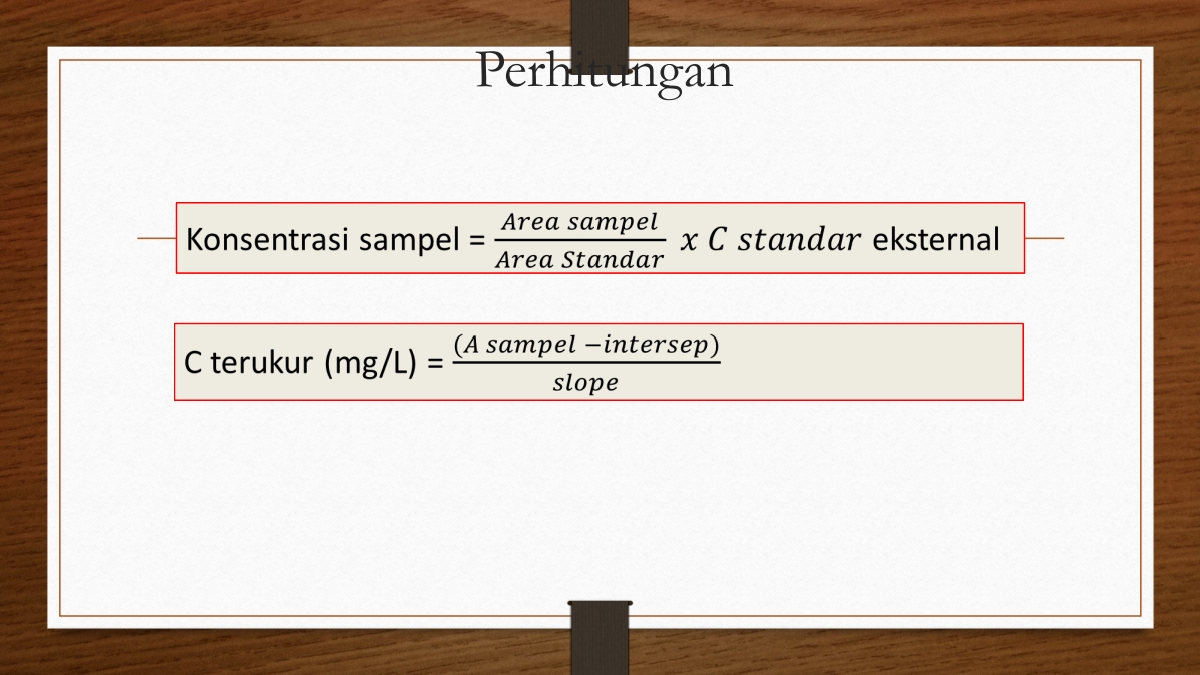 Perhitungan
Konsentrasi sampel = \frac{Area sampel}{Area Standar} x C standar eksternal
C terukur (mg/L) = \frac{(A sampel −intersep)}{slope}